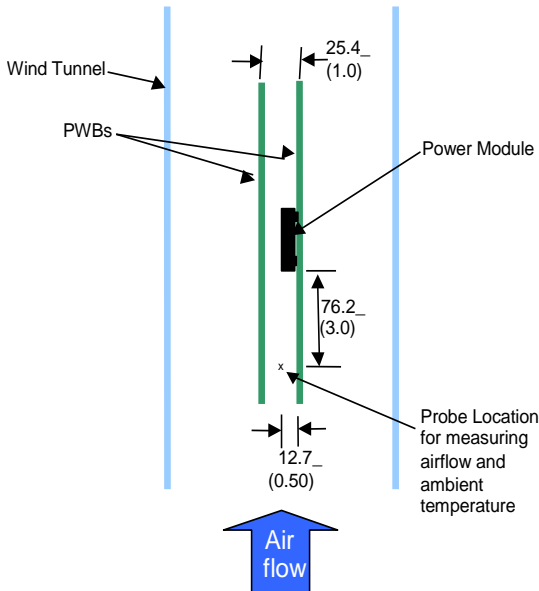 25.4_
(1.0)
Wind Tunnel
PWBs
Power Module
76.2_
(3.0)
x
Probe Location
for measuring
airflow and
ambient
temperature
12.7_
(0.50)
Air
flow